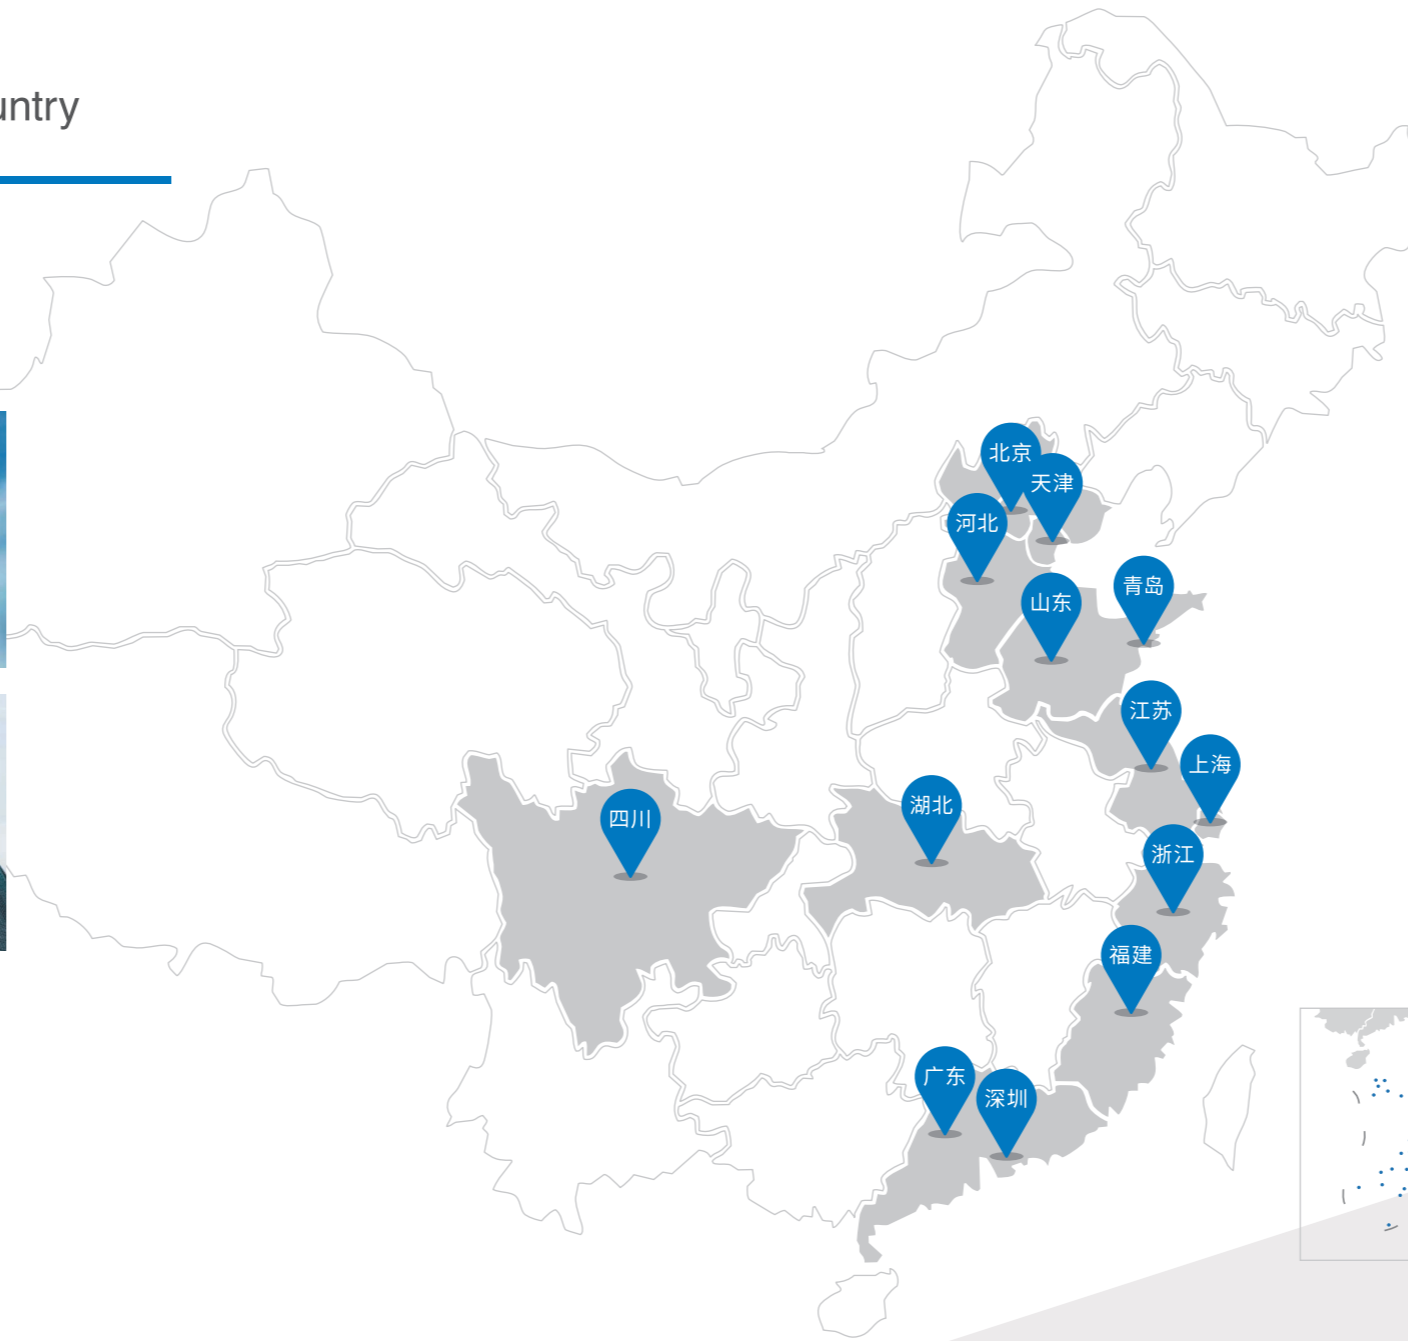 untry
北京
天津
河北
青岛
山东
江苏
上海
湖北
四川
浙江
福建
广东
深圳